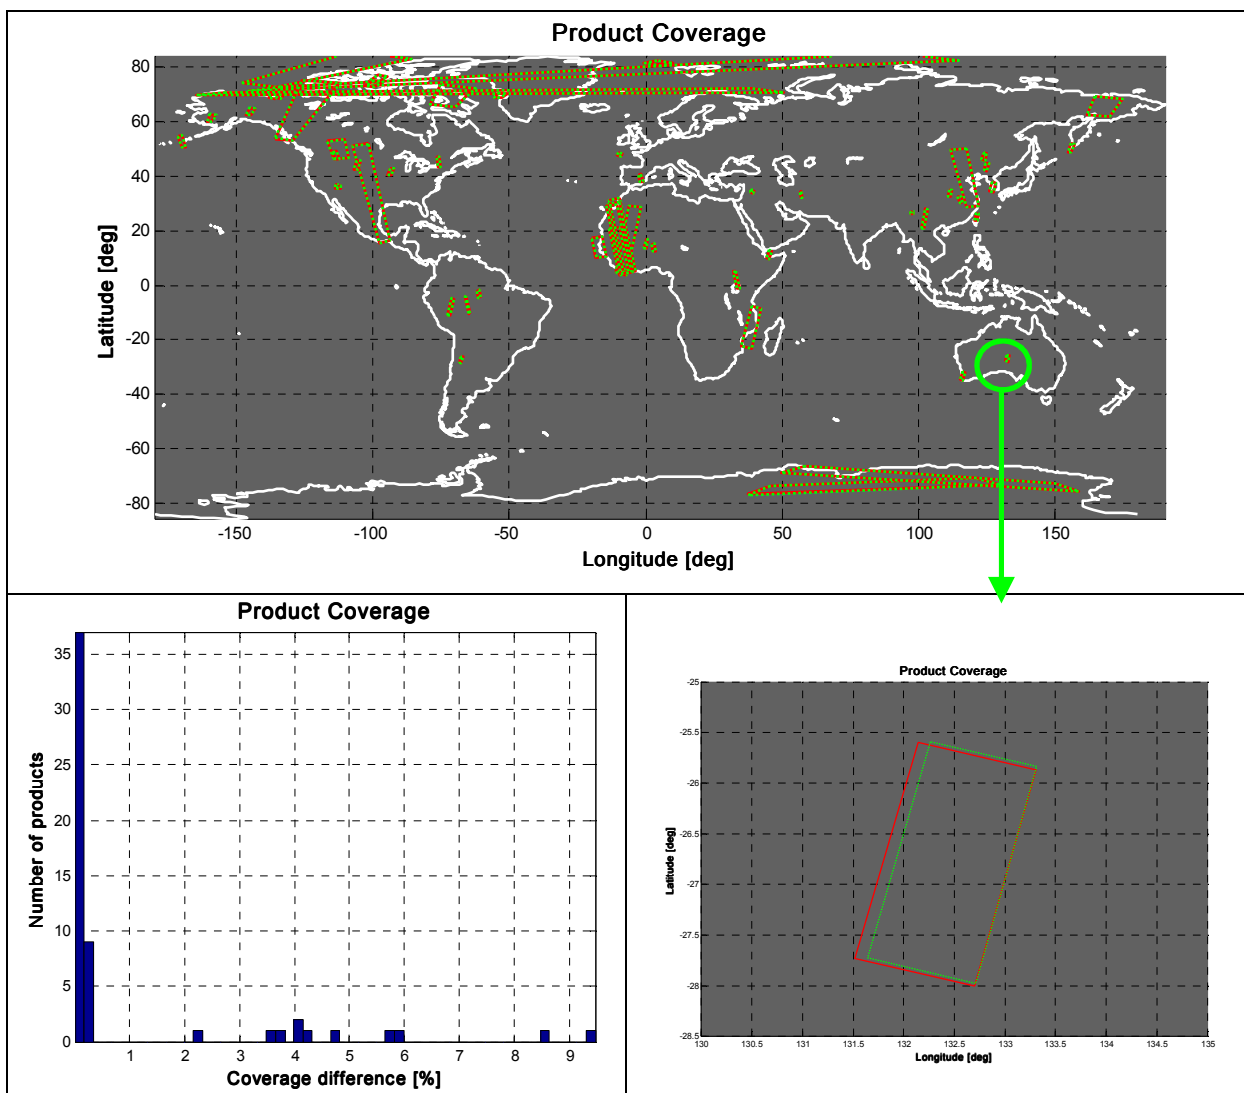 Product Coverage
80
60
40
20
0
-20
-40
-60
-80
Latitude [deg]
-150 -100 -50 0 50 100 150
Longitude [deg]
Product Coverage
35
30
25
20
15
10
5
0
Number of products
1 2 3 4 5 6 7 8 9
Coverage difference [%]
Product Coverage
-25
-25.5
-26
-26.5
-27
-27.5
-28
-28.5
Latitude [deg]
130 130.5 131 131.5 132 132.5 133 133.5 134 134.5 135
Longitude [deg]